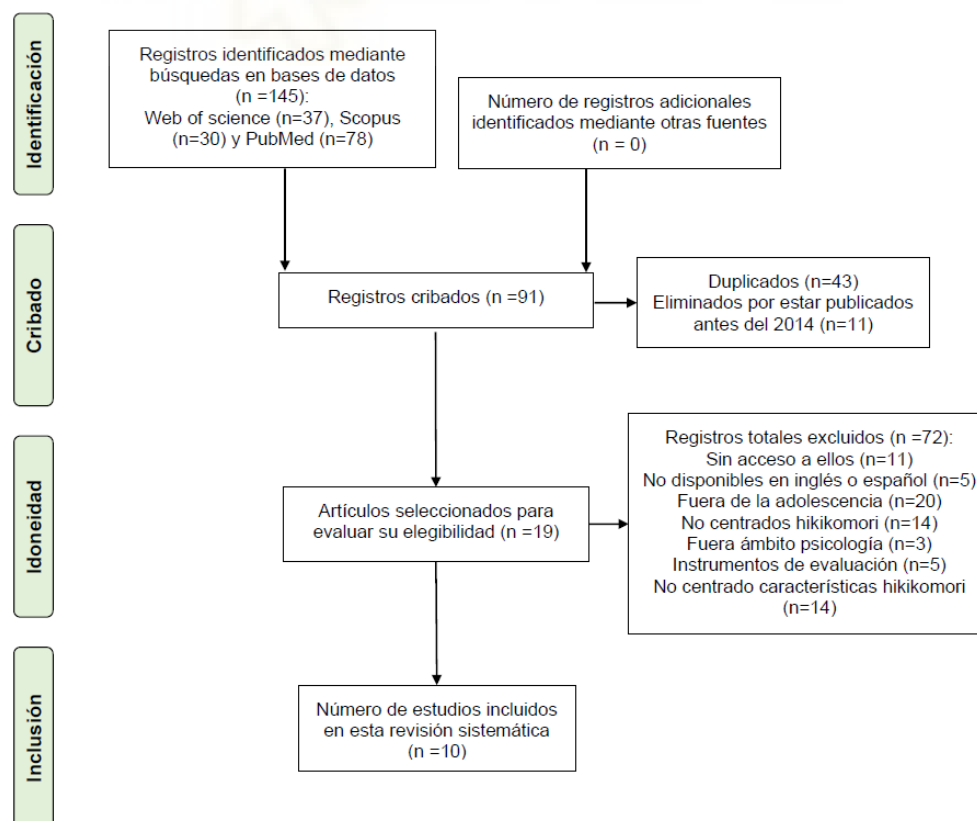 Identificación
Registros identificados mediante
búsquedas en bases de datos
(n =145):
Web of science (n=37), Scopus
(n=30) y PubMed (n=78)
Número de registros adicionales
identificados mediante otras fuentes
(n = 0)
Cribado
Registros cribados (n =91)
Duplicados (n=43)
Eliminados por estar publicados
antes del 2014 (n=11)
Idoneidad
Artículos seleccionados para
evaluar su elegibilidad (n =19)
Registros totales excluidos (n =72):
Sin acceso a ellos (n=11)
No disponibles en inglés o español (n=5)
Fuera de la adolescencia (n=20)
No centrados hikikomori (n=14)
Fuera ámbito psicología (n=3)
Instrumentos de evaluación (n=5)
No centrado características hikikomori
(n=14)
Inclusión
Número de estudios incluidos
en esta revisión sistemática
(n =10)